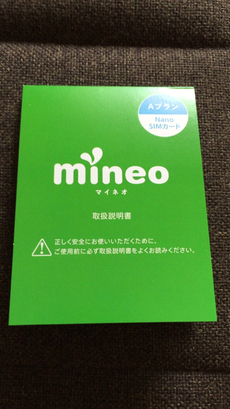 Aプラン
Nano
SIMカード
mineo
マイネオ
取扱説明書
正しく安全にお使いいただくために、
ご使用前に必ず取扱説明書をよくお読みください。